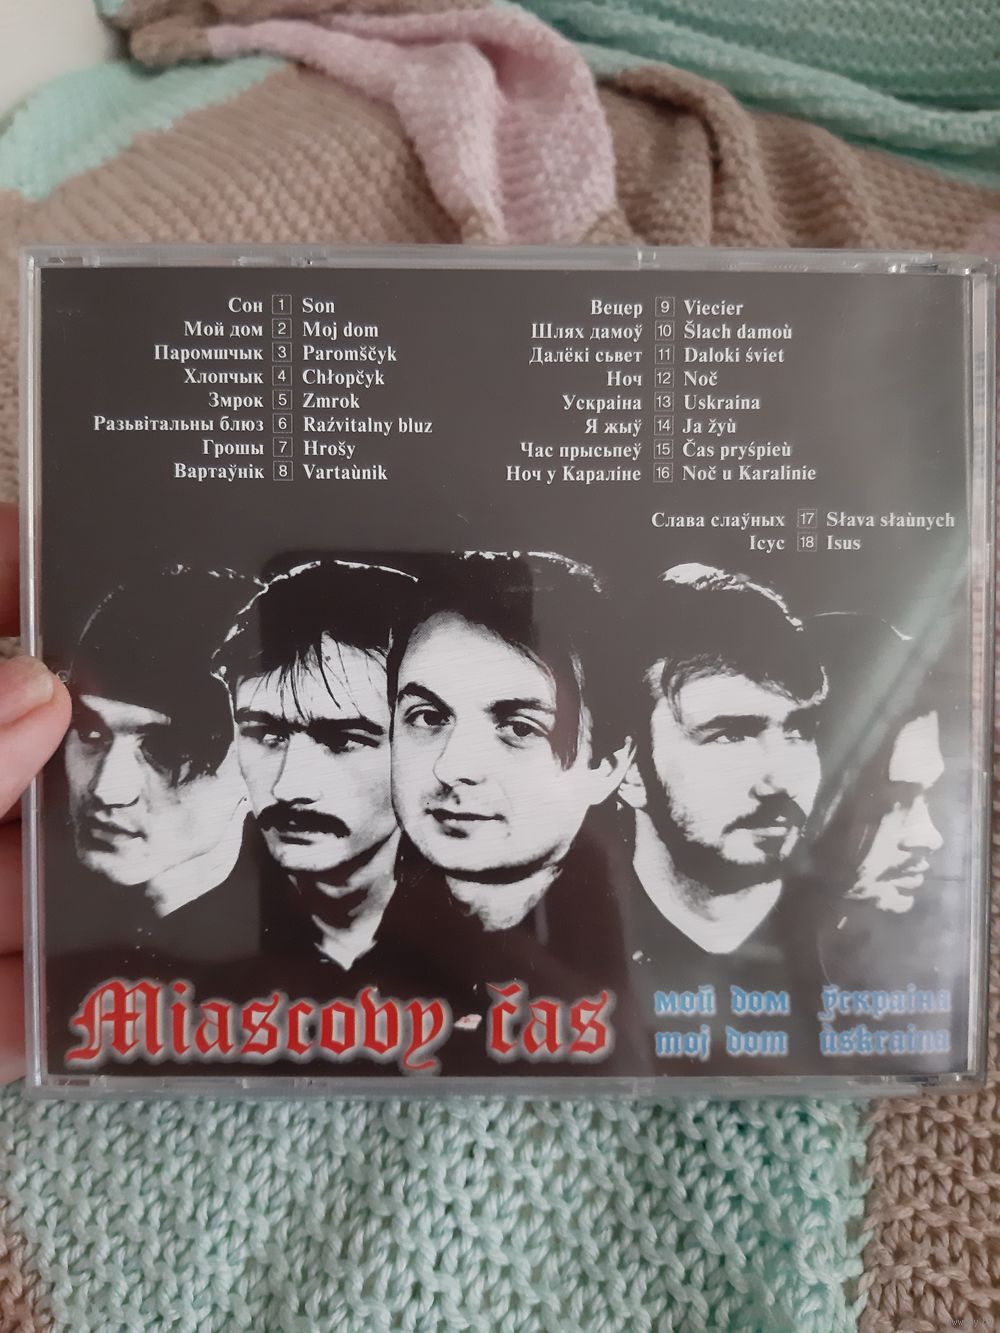 Сон 1 Son
Мой дом 2 Moj dom
Паромшчык 3 Paromščyk
Хлопчык 4 Chłopčyk
Змрок 5 Zmrok
Разьвітальны блюз 6 Raźvitalny bluz
Грошы 7 Hrošy
Вартаўнік 8 Vartaùnik
Вецер 9 Viecier
Шлях дамоў 10 Šlach damoù
Далёкі сьвет 11 Daloki śviet
Ноч 12 Noč
Ускраіна 13 Uskraina
Я жыў 14 Ja žyù
Час прысьпеў 15 Čas pryśpieù
Ноч у Караліне 16 Noč u Karalinie
Слава слаўных 17 Sława słaùnych
Ісус 18 Isus
Miascovy čas
мой дом ўскраіна
moj dom ùskraina